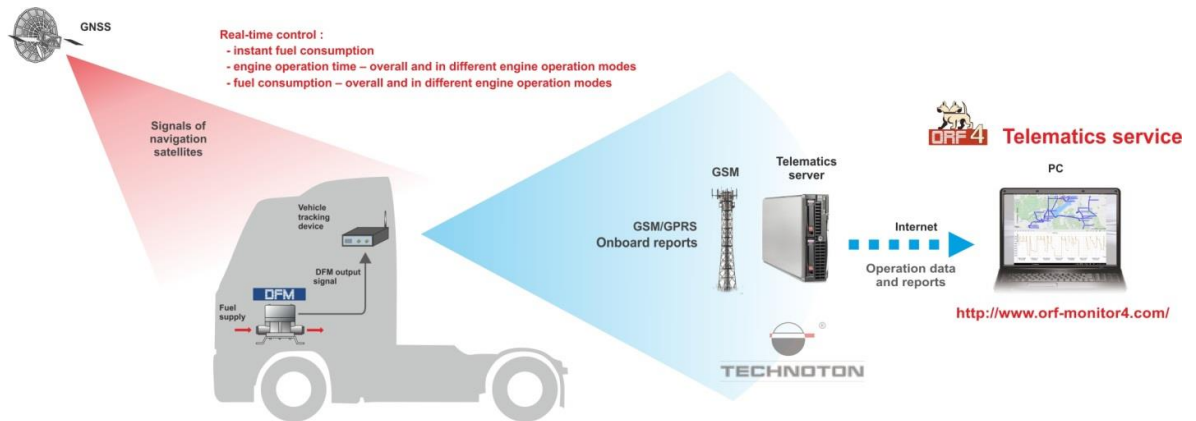 GNSS
Real-time control :
- instant fuel consumption
- engine operation time – overall and in different engine operation modes
- fuel consumption – overall and in different engine operation modes
Signals of
navigation
satellites
Vehicle
tracking
device
DFM output
signal
DFM
Fuel
supply
GSM/GPRS
Onboard reports
GSM
Telematics
server
TECHNOTON
®
Internet
Operation data
and reports
ORF 4
Telematics service
PC
http://www.orf-monitor4.com/